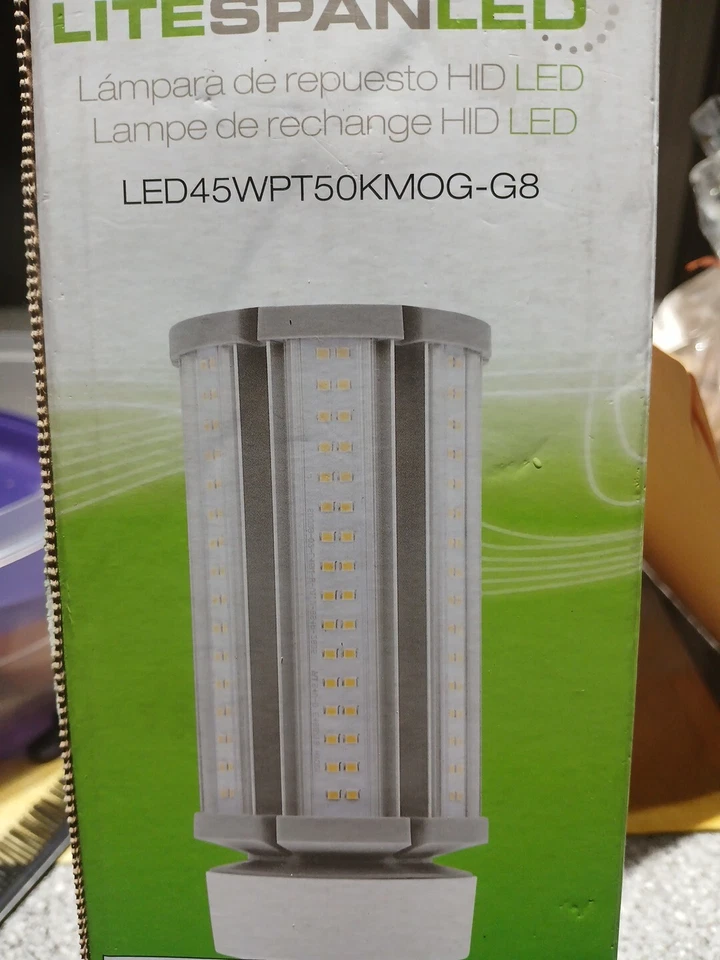 LITESPANLED
Lámpara de repuesto HID LED
Lampe de rechange HID LED
LED45WPT50KMOG-G8